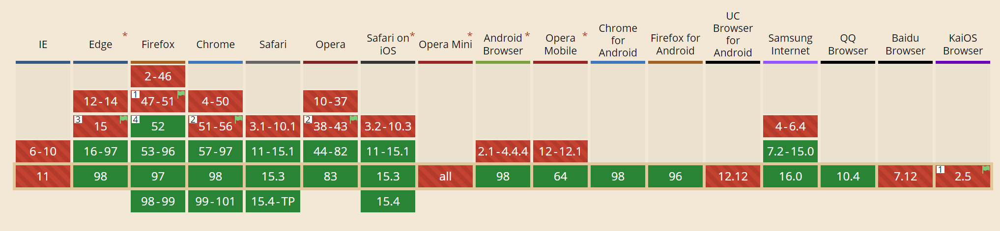 IE
Edge *
Firefox
Chrome
Safari
Opera
Safari on *
iOS
Opera Mini *
Android *
Browser
Opera *
Mobile
Chrome
for
Android
Firefox for
Android
UC
Browser
for
Android
Samsung
Internet
QQ
Browser
Baidu
Browser
KaiOS
Browser
2-46
12-14
1 47-51
4-50
10-37
3 15
4 52
2 51-56
3.1-10.1
2 38-43
3.2-10.3
4-6.4
6-10
16-97
53-96
57-97
11-15.1
44-82
11-15.1
2.1-4.4.4
12-12.1
7.2-15.0
11
98
97
98
15.3
83
15.3
all
98
64
98
96
12.12
16.0
10.4
7.12
1 2.5
98-99
99-101
15.4-TP
15.4